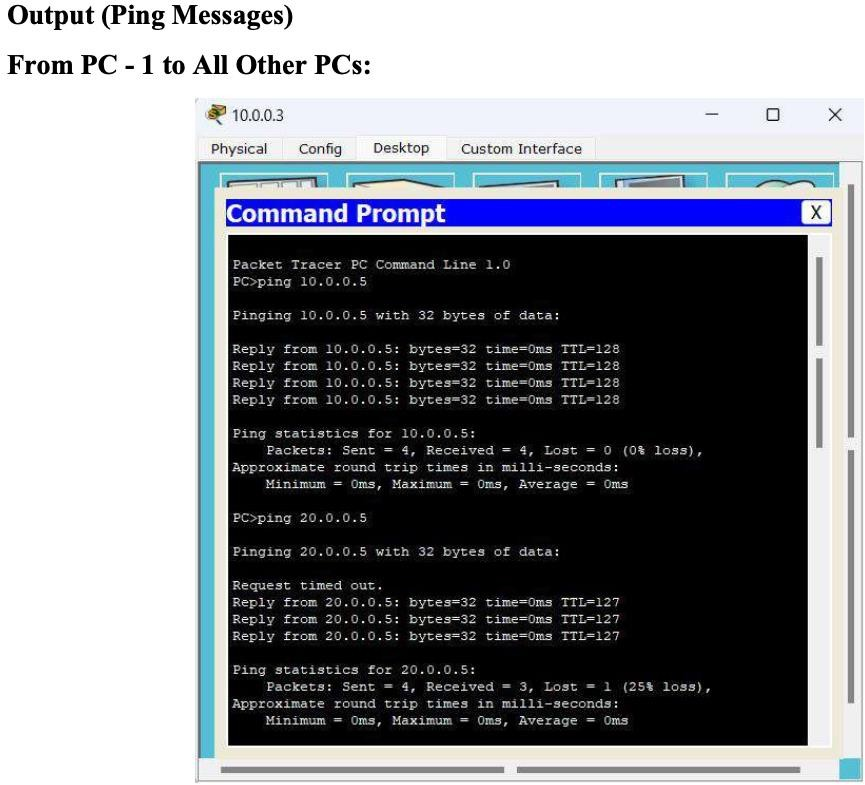 Output (Ping Messages)
From PC - 1 to All Other PCs:
10.0.0.3
Physical Config Desktop Custom Interface
Command Prompt X
Packet Tracer PC Command Line 1.0
PC>ping 10.0.0.5
Pinging 10.0.0.5 with 32 bytes of data:
Reply from 10.0.0.5: bytes=32 time=0ms TTL=128
Reply from 10.0.0.5: bytes=32 time=0ms TTL=128
Reply from 10.0.0.5: bytes=32 time=0ms TTL=128
Reply from 10.0.0.5: bytes=32 time=0ms TTL=128
Ping statistics for 10.0.0.5:
Packets: Sent = 4, Received = 4, Lost = 0 (0% loss),
Approximate round trip times in milli-seconds:
Minimum = 0ms, Maximum = 0ms, Average = 0ms
PC>ping 20.0.0.5
Pinging 20.0.0.5 with 32 bytes of data:
Request timed out.
Reply from 20.0.0.5: bytes=32 time=0ms TTL=127
Reply from 20.0.0.5: bytes=32 time=0ms TTL=127
Reply from 20.0.0.5: bytes=32 time=0ms TTL=127
Ping statistics for 20.0.0.5:
Packets: Sent = 4, Received = 3, Lost = 1 (25% loss),
Approximate round trip times in milli-seconds:
Minimum = 0ms, Maximum = 0ms, Average = 0ms